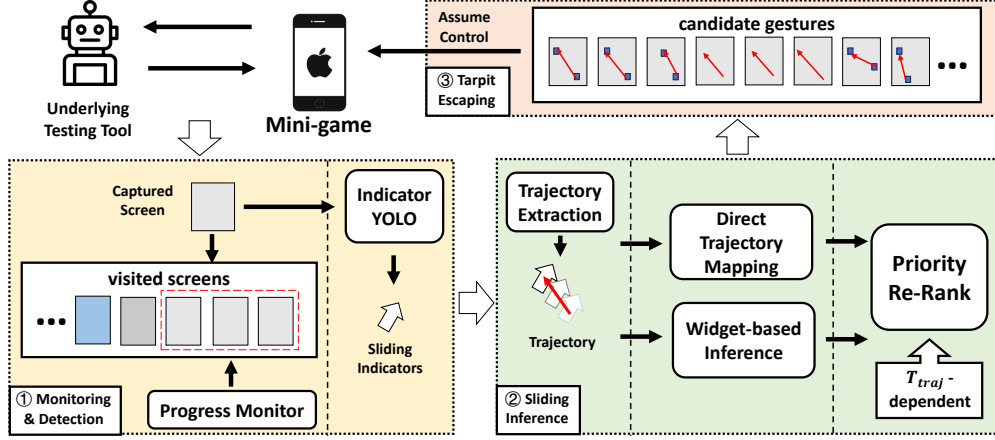 Underlying
Testing Tool
Mini-game
Assume
Control
③ Tarpit
Escaping
candidate gestures
...
Captured
Screen
Indicator
YOLO
visited screens
...
Sliding
Indicators
① Monitoring
& Detection
Progress Monitor
Trajectory
Extraction
Trajectory
Direct
Trajectory
Mapping
Widget-based
Inference
Priority
Re-Rank
T_traj -
dependent
② Sliding
Inference